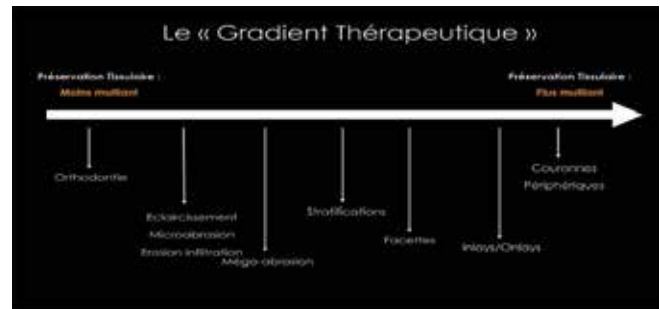 Le « Gradient Thérapeutique »
Préservation Tissulaire :
Moins mutilant
Préservation Tissulaire :
Plus mutilant
Orthodontie
Eclaircissement
Microabrasion
Erosion infiltration
Méga-abrasion
Stratifications
Facettes
Inlays/Onlays
Couronnes
Périphériques